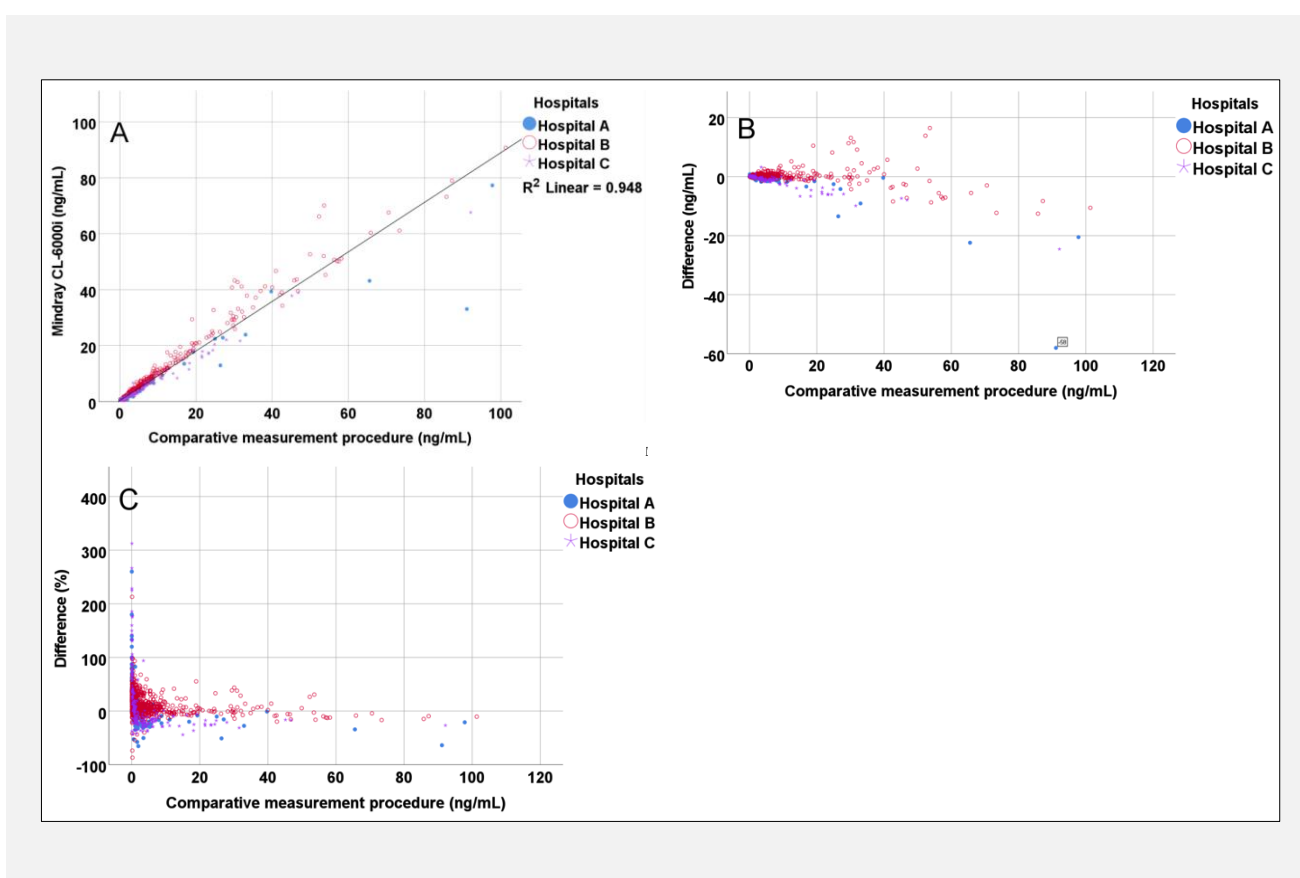 A
Hospitals
Hospital A
Hospital B
Hospital C
R² Linear = 0.948
100
80
60
40
20
0
Mindray CL-6000i (ng/mL)
0 20 40 60 80 100
Comparative measurement procedure (ng/mL)
B
Hospitals
Hospital A
Hospital B
Hospital C
20
0
-20
-40
-60
Difference (ng/mL)
0 20 40 60 80 100 120
Comparative measurement procedure (ng/mL)
C
Hospitals
Hospital A
Hospital B
Hospital C
400
300
200
100
0
-100
Difference (%)
0 20 40 60 80 100 120
Comparative measurement procedure (ng/mL)